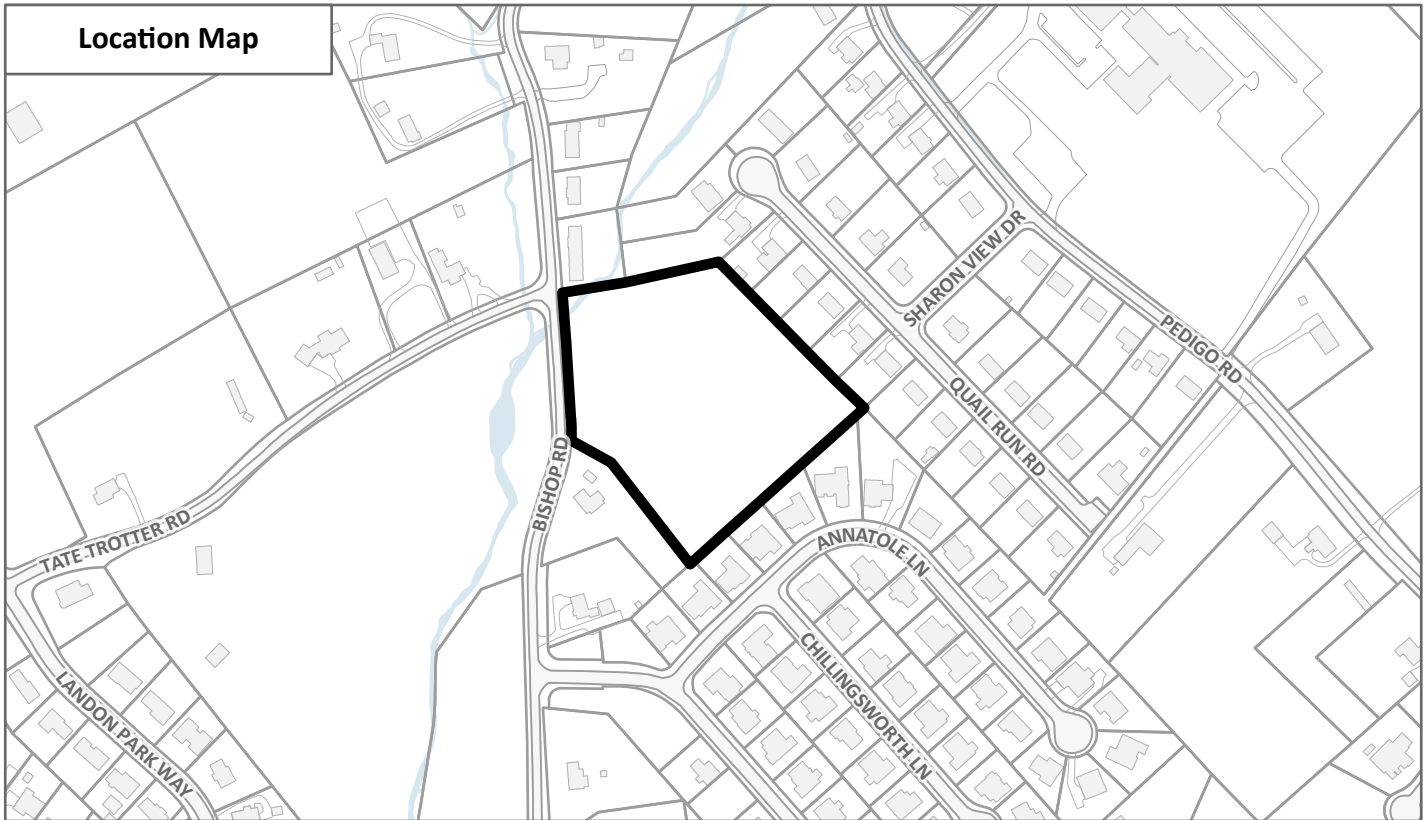 Location Map
SHARON VIEW DR
PEDIGO RD
QUAIL RUN RD
BISHOP RD
TATE TROTTER RD
ANNATOLE LN
CHILLINGSWORTH LN
LANDON PARK WAY